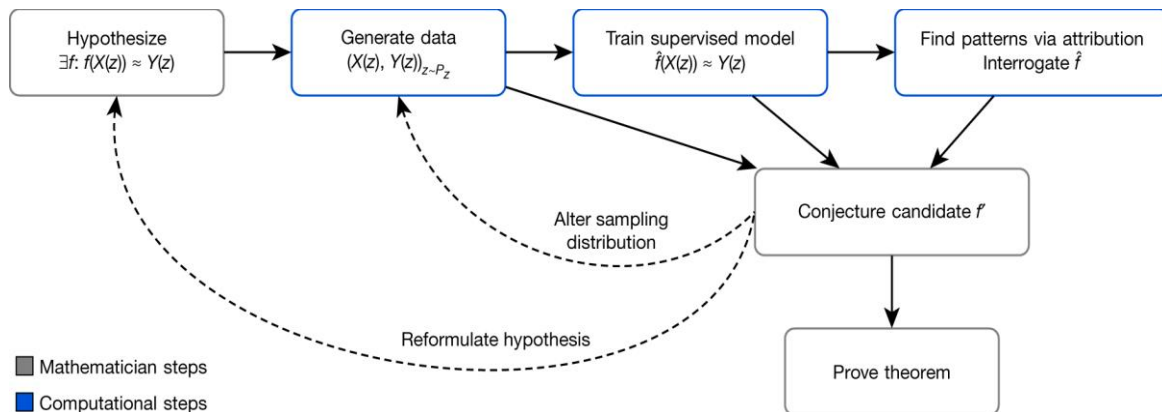 Hypothesize
∃f: f(X(z)) ≈ Y(z)
Generate data
(X(z), Y(z))_{z~P_Z}
Train supervised model
f̂(X(z)) ≈ Y(z)
Find patterns via attribution
Interrogate f̂
Conjecture candidate f′
Alter sampling
distribution
Reformulate hypothesis
Prove theorem
Mathematician steps
Computational steps